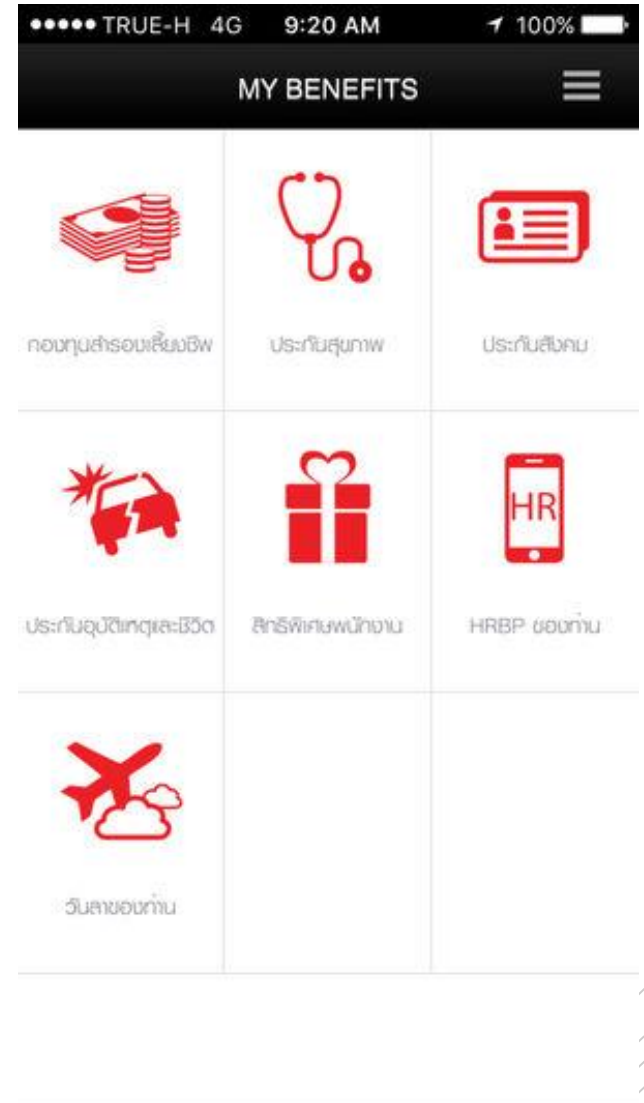 TRUE-H 4G 9:20 AM 100%
MY BENEFITS
กองทุนสำรองเลี้ยงชีพ ประกันสุขภาพ ประกันสังคม
HR
ประกันอุบัติเหตุและชีวิต สิทธิพิเศษพนักงาน HRBP ของท่าน
วันลาของท่าน